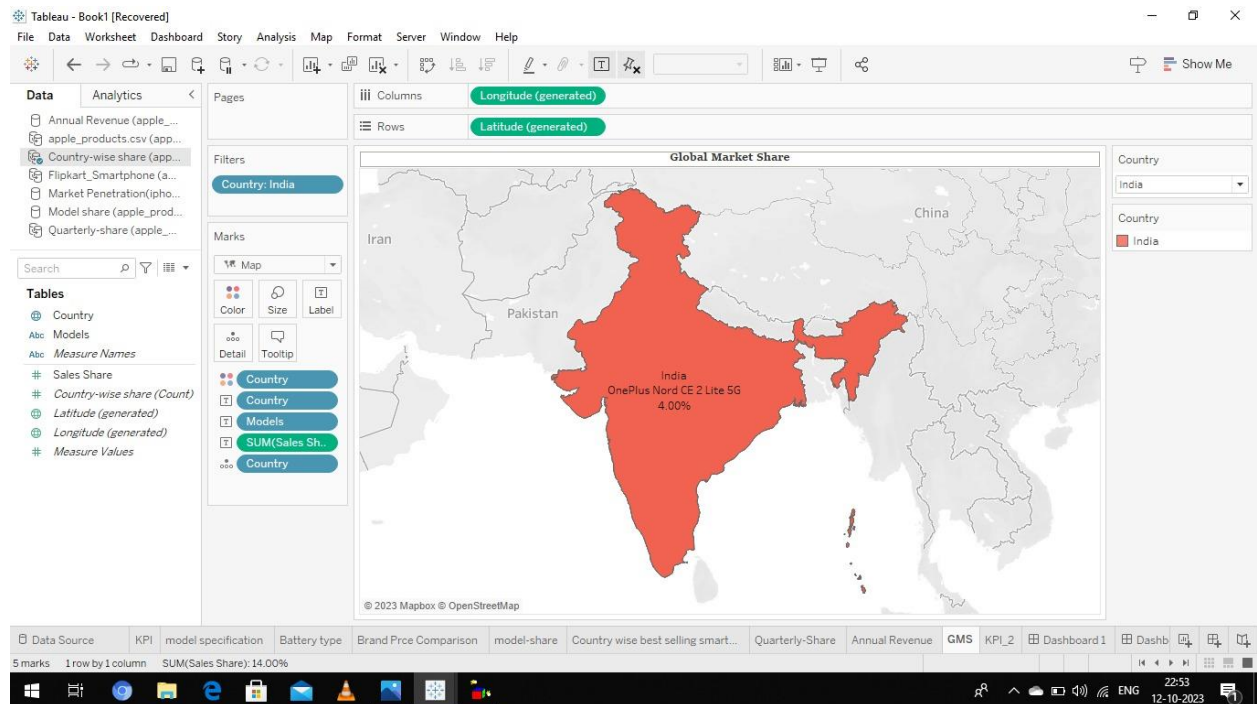 Tableau - Book1 [Recovered]
File Data Worksheet Dashboard Story Analysis Map Format Server Window Help
Show Me
Data Analytics
Annual Revenue (apple_...
apple_products.csv (app...
Country-wise share (app...
Flipkart_Smartphone (a...
Market Penetration(ipho...
Model share (apple_prod...
Quarterly-share (apple_...
Search
Tables
Country
Abc Models
Abc Measure Names
# Sales Share
# Country-wise share (Count)
Latitude (generated)
Longitude (generated)
# Measure Values
Pages
Filters
Country: India
Marks
Map
Color Size Label
Detail Tooltip
Country
Country
Models
SUM(Sales Sh..
Country
Columns Longitude (generated)
Rows Latitude (generated)
Global Market Share
Iran
China
Pakistan
India
OnePlus Nord CE 2 Lite 5G
4.00%
© 2023 Mapbox © OpenStreetMap
Country
India
Country
India
Data Source KPI model specification Battery type Brand Prce Comparison model-share Country wise best selling smart... Quarterly-Share Annual Revenue GMS KPI_2 Dashboard 1 Dashb
5 marks 1 row by 1 column SUM(Sales Share): 14.00%
ENG
22:53
12-10-2023